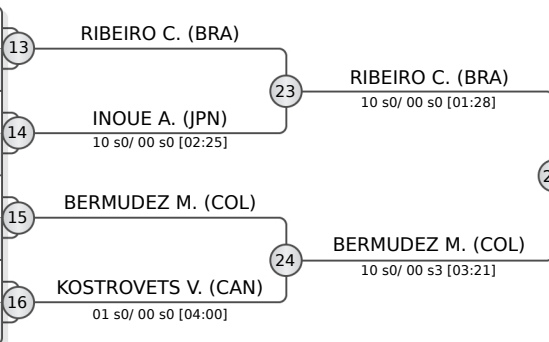 13
RIBEIRO C. (BRA)
23
RIBEIRO C. (BRA)
10 s0/ 00 s0 [01:28]
14
INOUE A. (JPN)
10 s0/ 00 s0 [02:25]
15
BERMUDEZ M. (COL)
24
BERMUDEZ M. (COL)
10 s0/ 00 s3 [03:21]
16
KOSTROVETS V. (CAN)
01 s0/ 00 s0 [04:00]